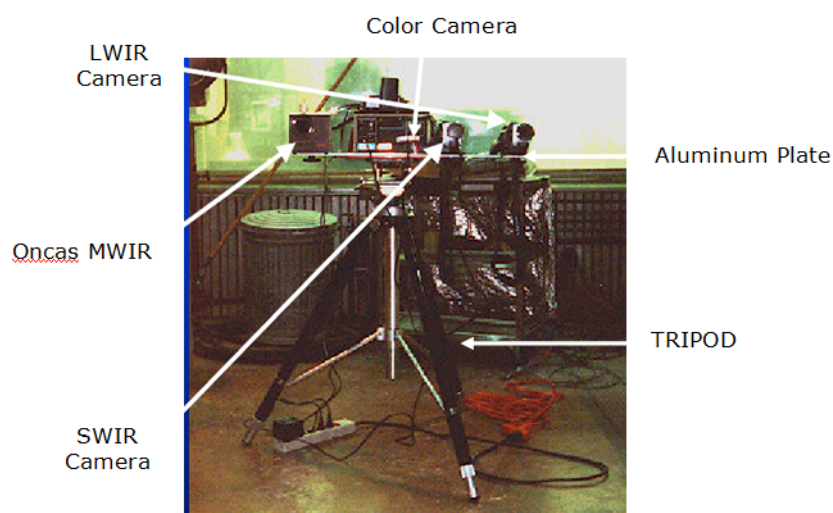 Color Camera
LWIR
Camera
Aluminum Plate
Oncas MWIR
TRIPOD
SWIR
Camera